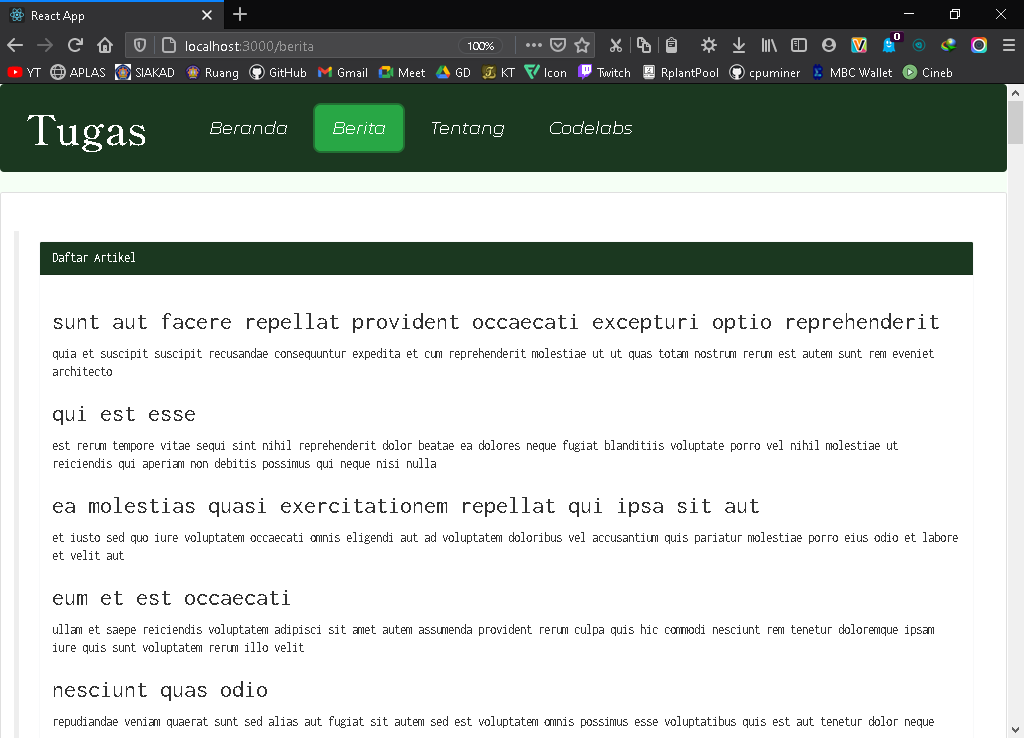 React App
localhost:3000/berita
100%
0
YT APLAS SIAKAD Ruang GitHub Gmail Meet GD KT Icon Twitch RplantPool cpuminer MBC Wallet Cineb
Tugas Beranda Berita Tentang Codelabs
Daftar Artikel
sunt aut facere repellat provident occaecati excepturi optio reprehenderit
quia et suscipit suscipit recusandae consequuntur expedita et cum reprehenderit molestiae ut ut quas totam nostrum rerum est autem sunt rem eveniet
architecto
qui est esse
est rerum tempore vitae sequi sint nihil reprehenderit dolor beatae ea dolores neque fugiat blanditiis voluptate porro vel nihil molestiae ut
reiciendis qui aperiam non debitis possimus qui neque nisi nulla
ea molestias quasi exercitationem repellat qui ipsa sit aut
et iusto sed quo iure voluptatem occaecati omnis eligendi aut ad voluptatem doloribus vel accusantium quis pariatur molestiae porro eius odio et labore
et velit aut
eum et est occaecati
ullam et saepe reiciendis voluptatem adipisci sit amet autem assumenda provident rerum culpa quis hic commodi nesciunt rem tenetur doloremque ipsam
iure quis sunt voluptatem rerum illo velit
nesciunt quas odio
repudiandae veniam quaerat sunt sed alias aut fugiat sit autem sed est voluptatem omnis possimus esse voluptatibus quis est aut tenetur dolor neque